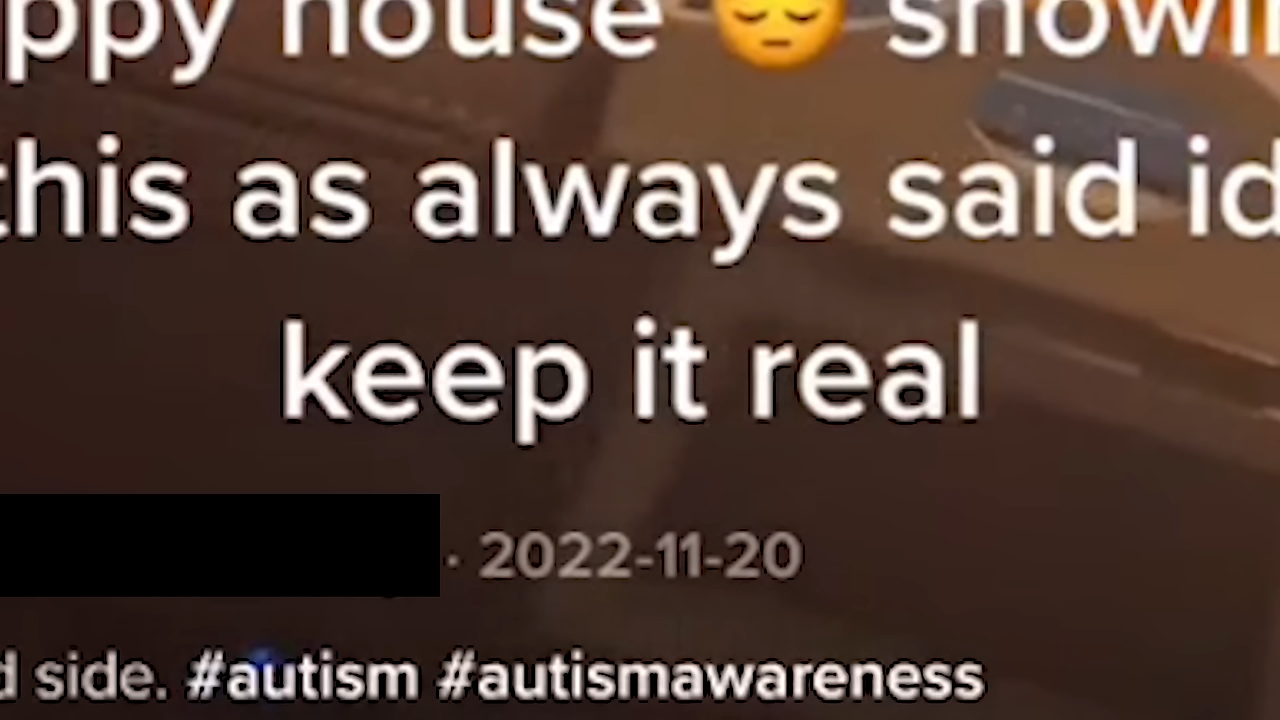 ppy house 😔 showi
this as always said id
keep it real
· 2022-11-20
d side. #autism #autismawareness